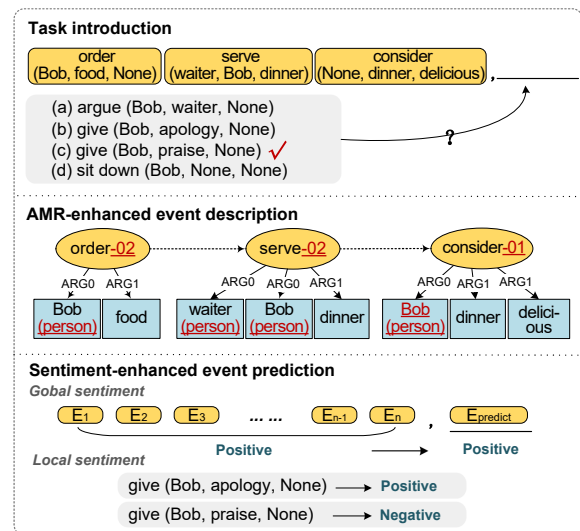 Task introduction
order serve consider
(Bob, food, None) (waiter, Bob, dinner) (None, dinner, delicious) , ________
(a) argue (Bob, waiter, None)
(b) give (Bob, apology, None)
(c) give (Bob, praise, None) ✓
(d) sit down (Bob, None, None)
?
AMR-enhanced event description
order-02 serve-02 consider-01
ARG0 ARG1 ARG0 ARG1 ARG0 ARG1
Bob food waiter Bob dinner Bob dinner delici-
(person) (person) (person) (person) ous
Sentiment-enhanced event prediction
Gobal sentiment
E1 E2 E3 ... ... En-1 En , Epredict
Positive Positive
Local sentiment
give (Bob, apology, None) Positive
give (Bob, praise, None) Negative